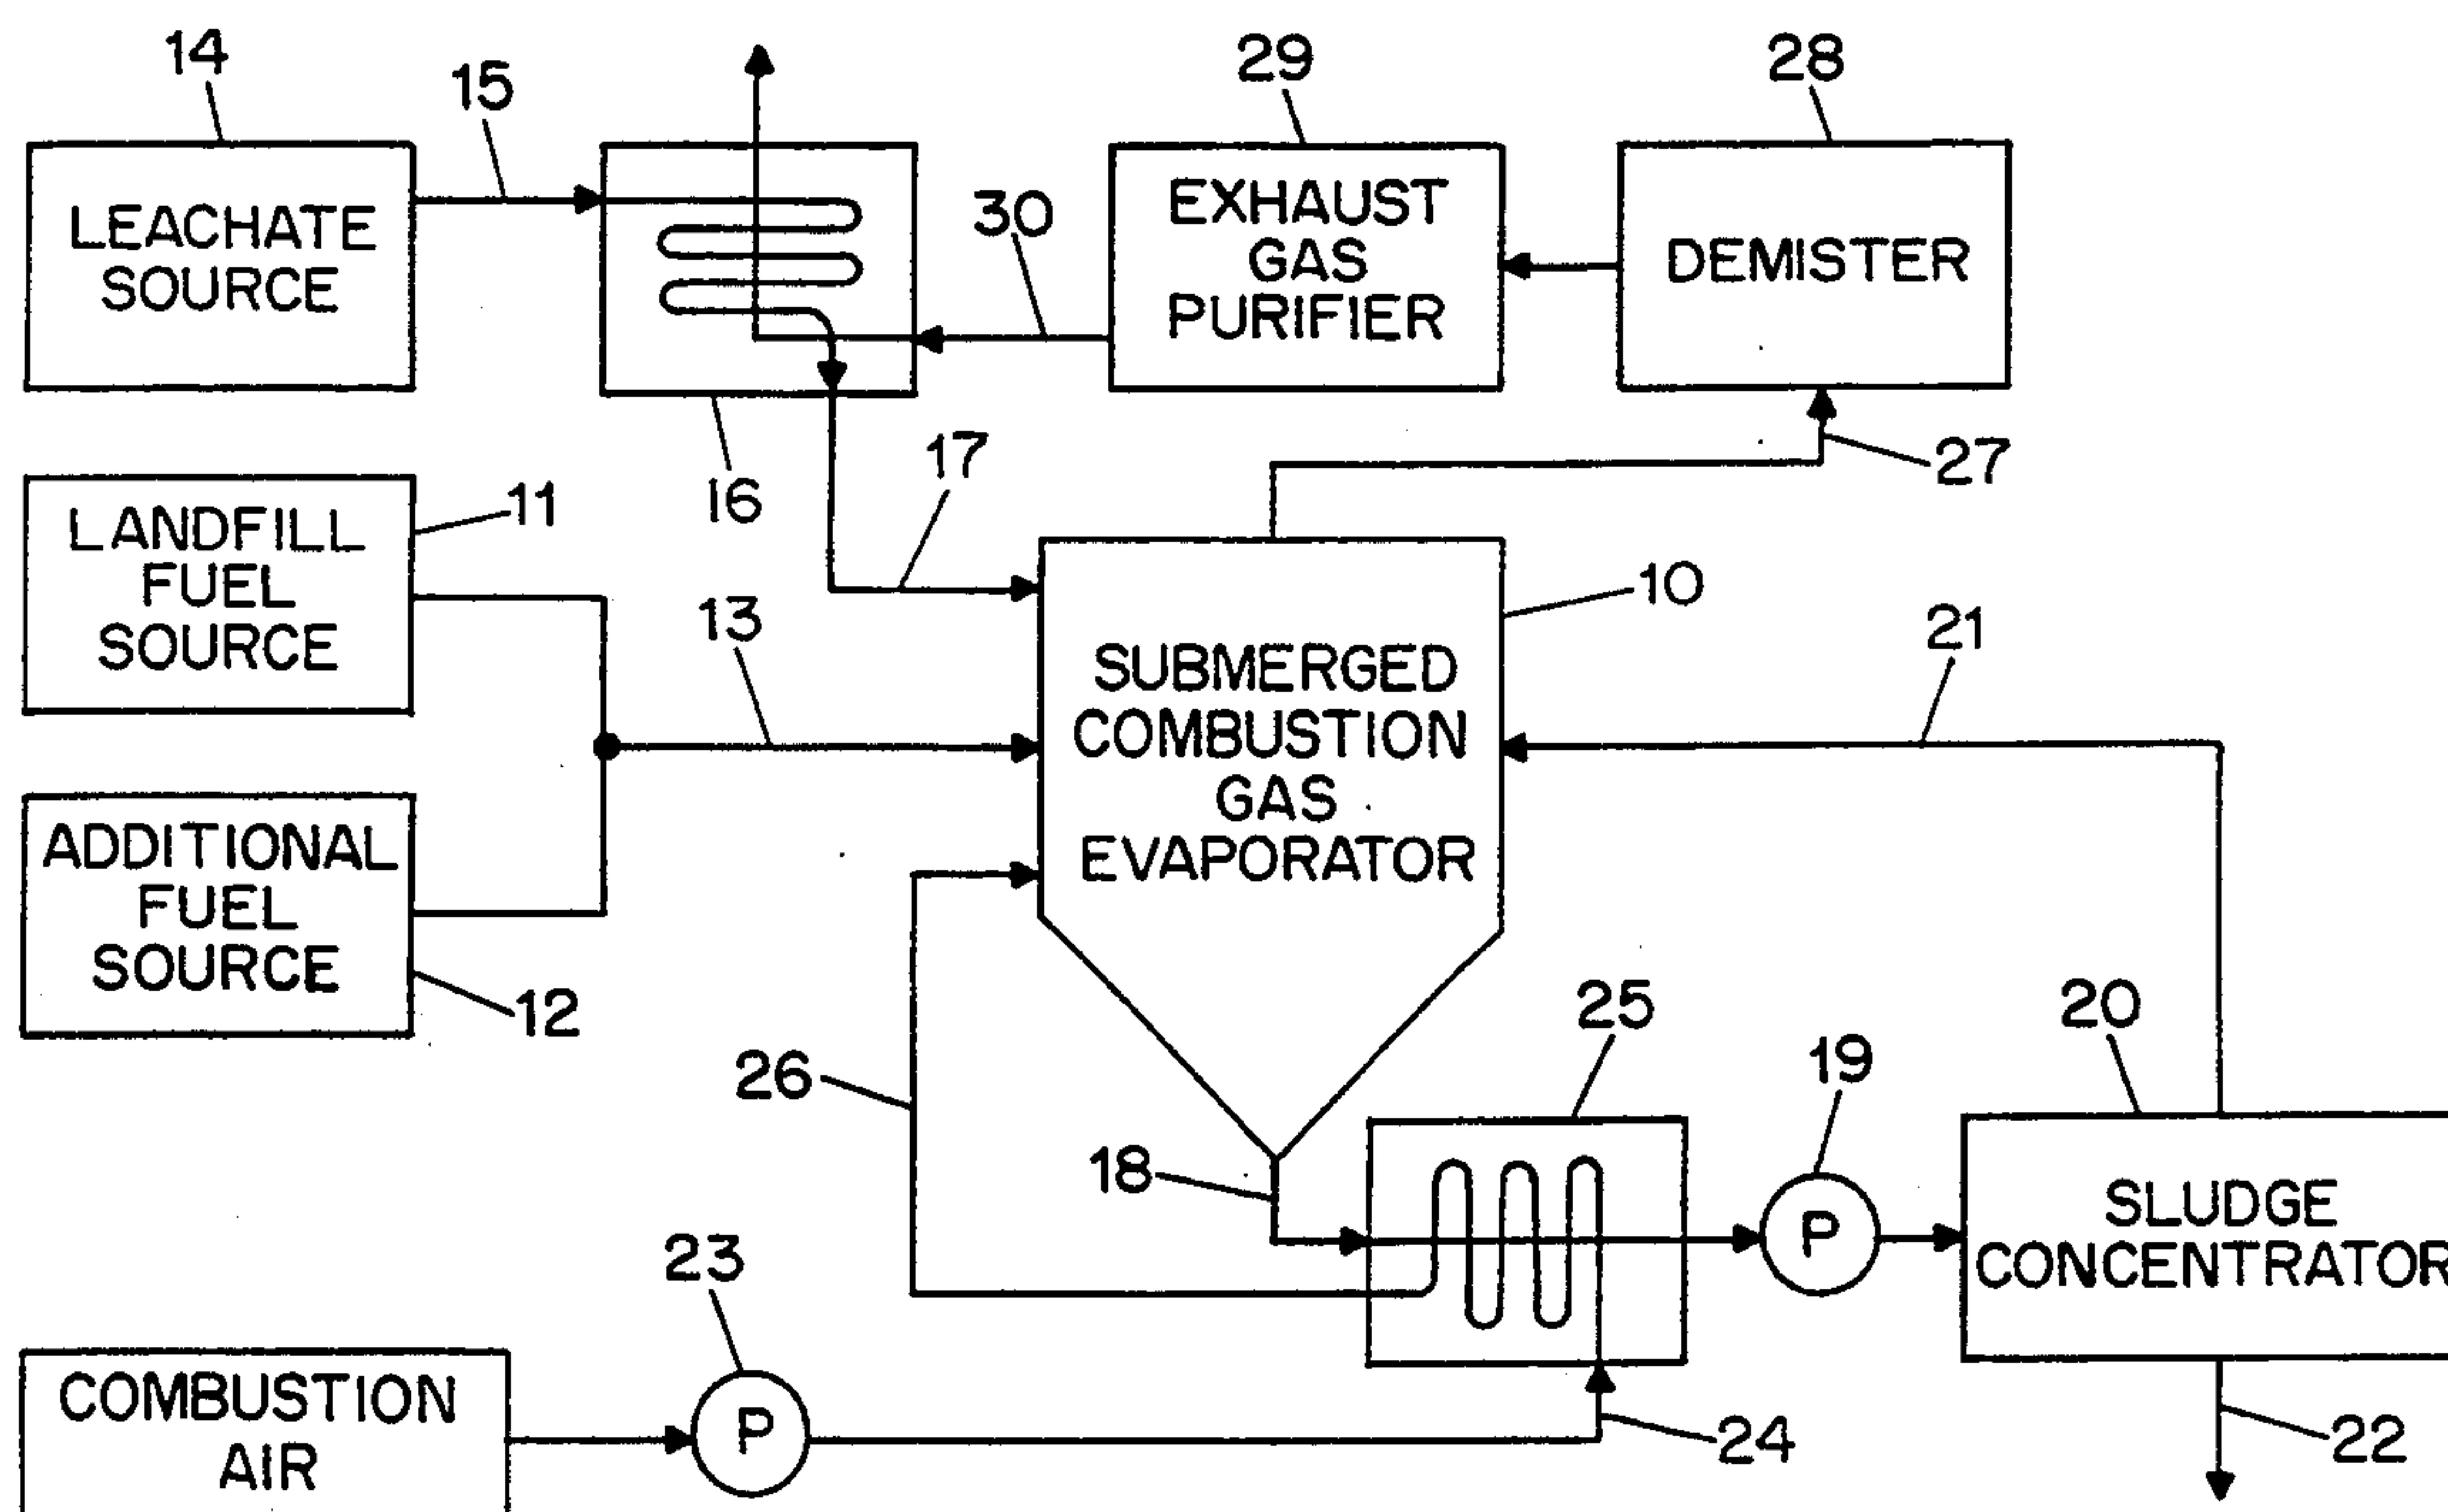 14
15
29
28
LEACHATE
SOURCE
30
EXHAUST
GAS
PURIFIER
DEMISTER
16
17
27
11
LANDFILL
FUEL
SOURCE
13
10
21
SUBMERGED
COMBUSTION
GAS
EVAPORATOR
ADDITIONAL
FUEL
SOURCE
12
26
25
19
20
18
P
SLUDGE
CONCENTRATOR
23
COMBUSTION
AIR
P
24
22